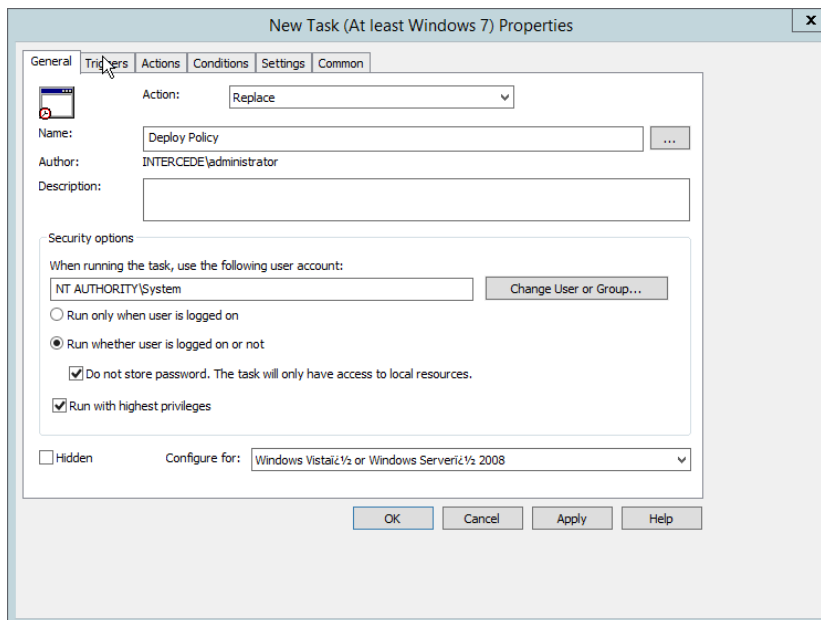 New Task (At least Windows 7) Properties
x
General Triggers Actions Conditions Settings Common
Action: Replace
Name: Deploy Policy ...
Author: INTERCEDE\administrator
Description:
Security options
When running the task, use the following user account:
NT AUTHORITY\System Change User or Group...
Run only when user is logged on
Run whether user is logged on or not
Do not store password. The task will only have access to local resources.
Run with highest privileges
Hidden Configure for: Windows Vistaï¿½ or Windows Serverï¿½ 2008
OK Cancel Apply Help